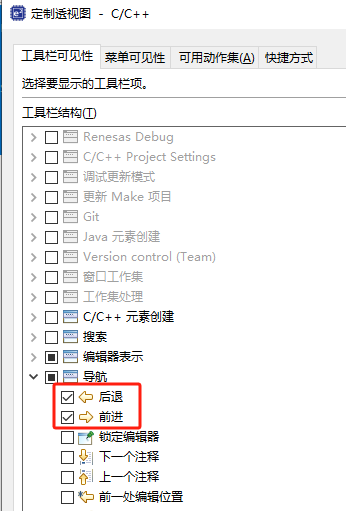 定制透视图 - C/C++
工具栏可见性 菜单可见性 可用动作集(A) 快捷方式
选择要显示的工具栏项。
工具栏结构(T)
Renesas Debug
C/C++ Project Settings
调试更新模式
更新 Make 项目
Git
Java 元素创建
Version control (Team)
窗口工作集
工作集处理
C/C++ 元素创建
搜索
编辑器表示
导航
后退
前进
锁定编辑器
下一个注释
上一个注释
前一处编辑位置